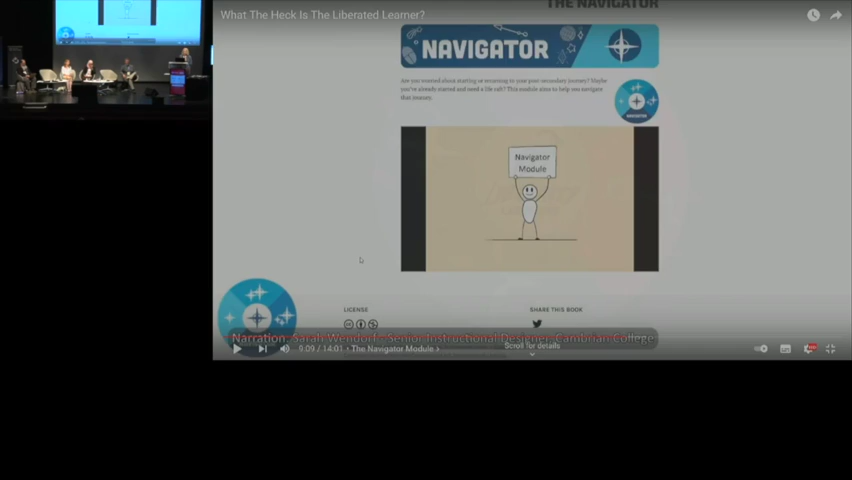 What The Heck Is The Liberated Learner?
THE NAVIGATOR
NAVIGATOR
Are you worried about starting or returning to your post secondary journey? Maybe
you've already started and need a life raft? This module aims to help you navigate
that journey.
NAVIGATOR
Navigator
Module
LICENSE
SHARE THIS BOOK
Narration: Sarah Wendorf - Senior Instructional Designer, Cambrian College
9:09 / 14:01 • The Navigator Module ›
Scroll for details